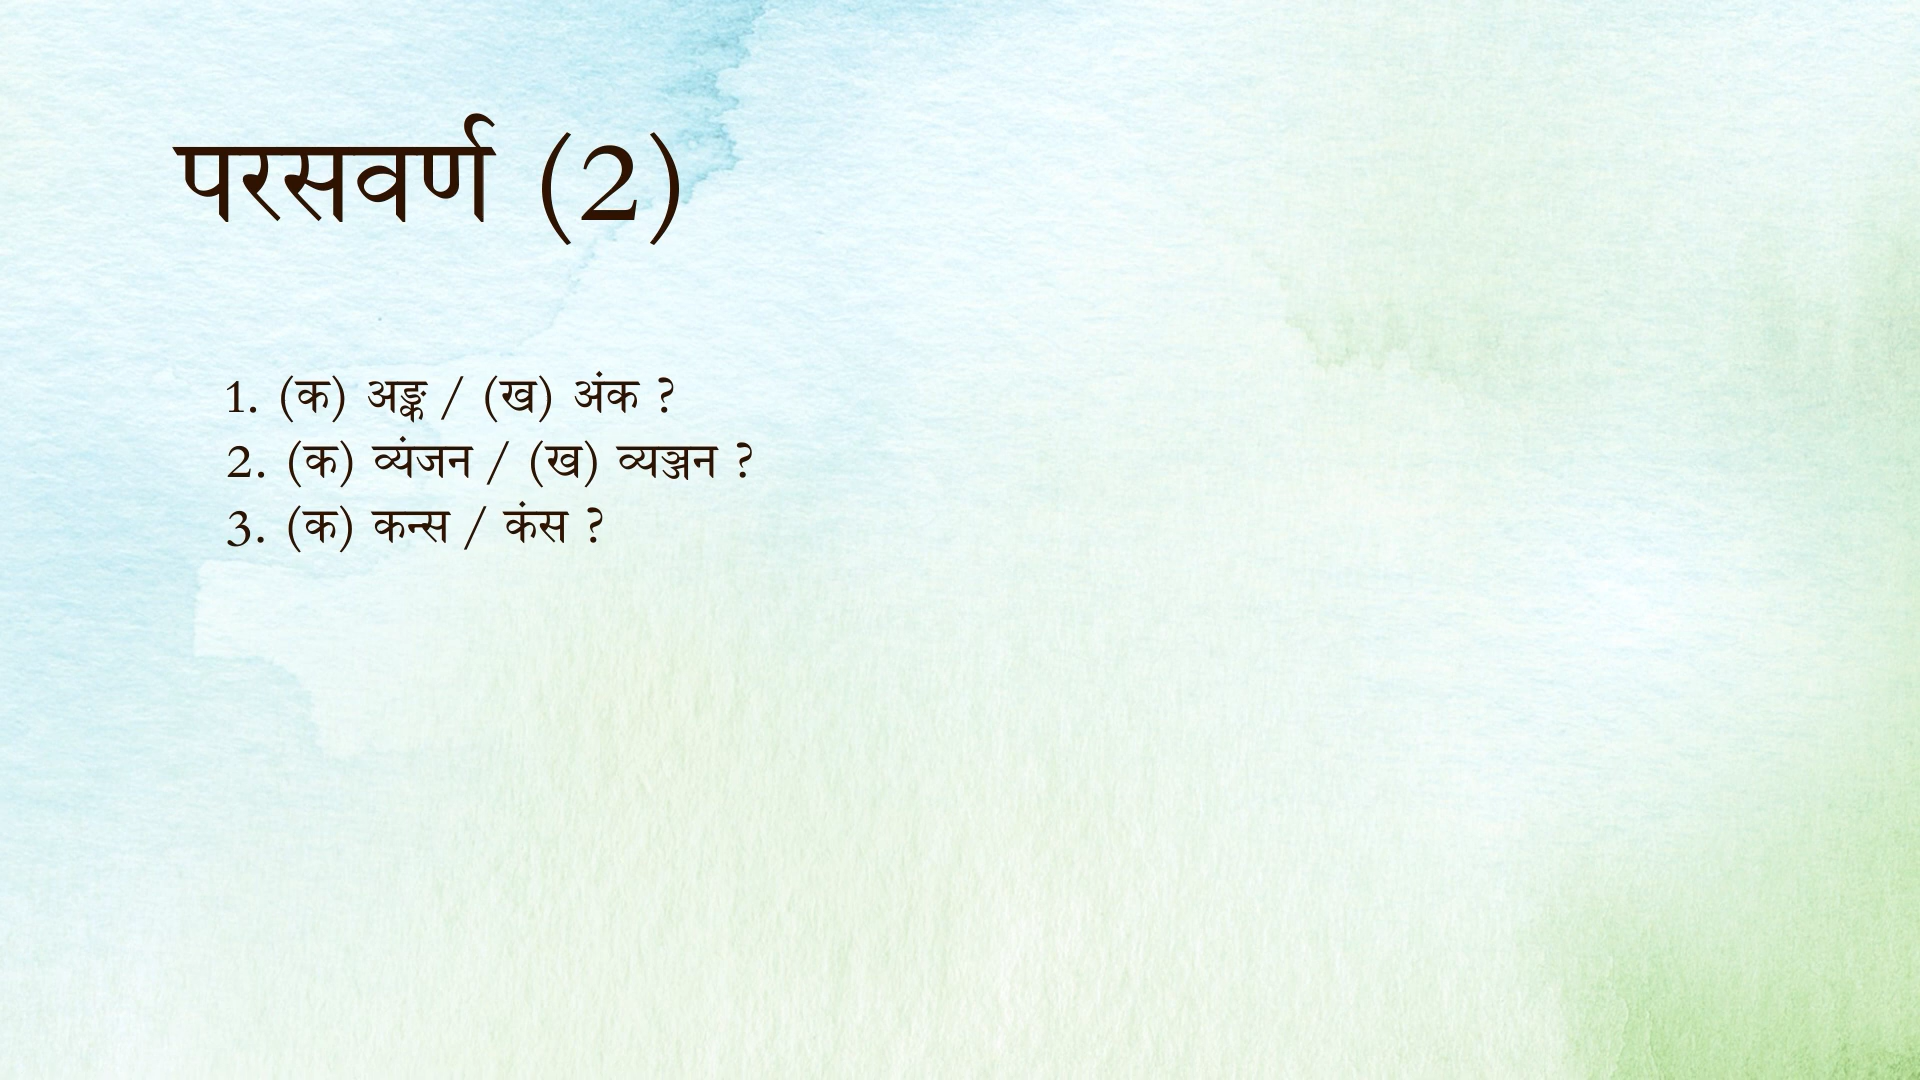 परसवर्ण (2)
1. (क) अङ्क / (ख) अंक ?
2. (क) व्यंजन / (ख) व्यञ्जन ?
3. (क) कन्स / कंस ?